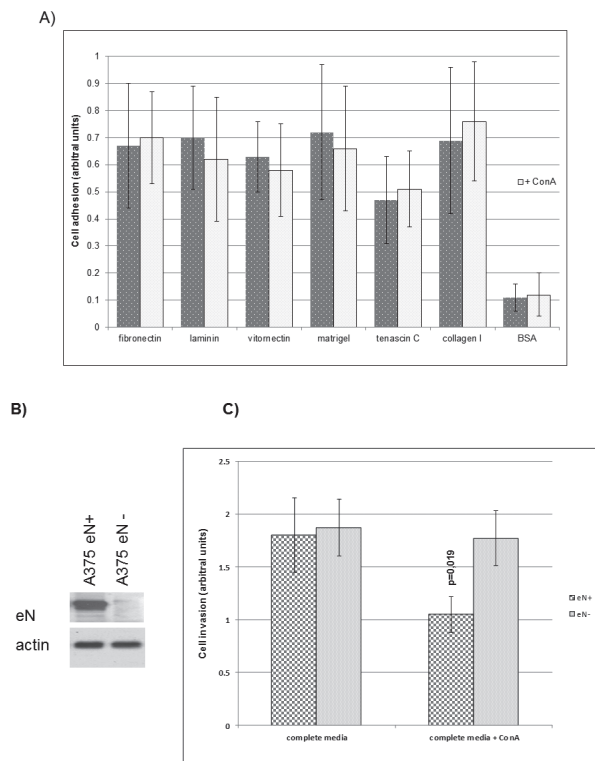 A)
1
0.9
0.8
0.7
0.6
0.5
0.4
0.3
0.2
0.1
0
Cell adhesion (arbitral units)
fibronectin laminin vitornectin matrigel tenascin C collagen I BSA
+ ConA
B)
A375 eN+
A375 eN -
eN
actin
C)
2.5
2
1.5
1
0.5
0
Cell invasion (arbitral units)
p=0,019
complete media complete media + ConA
eN+
eN-